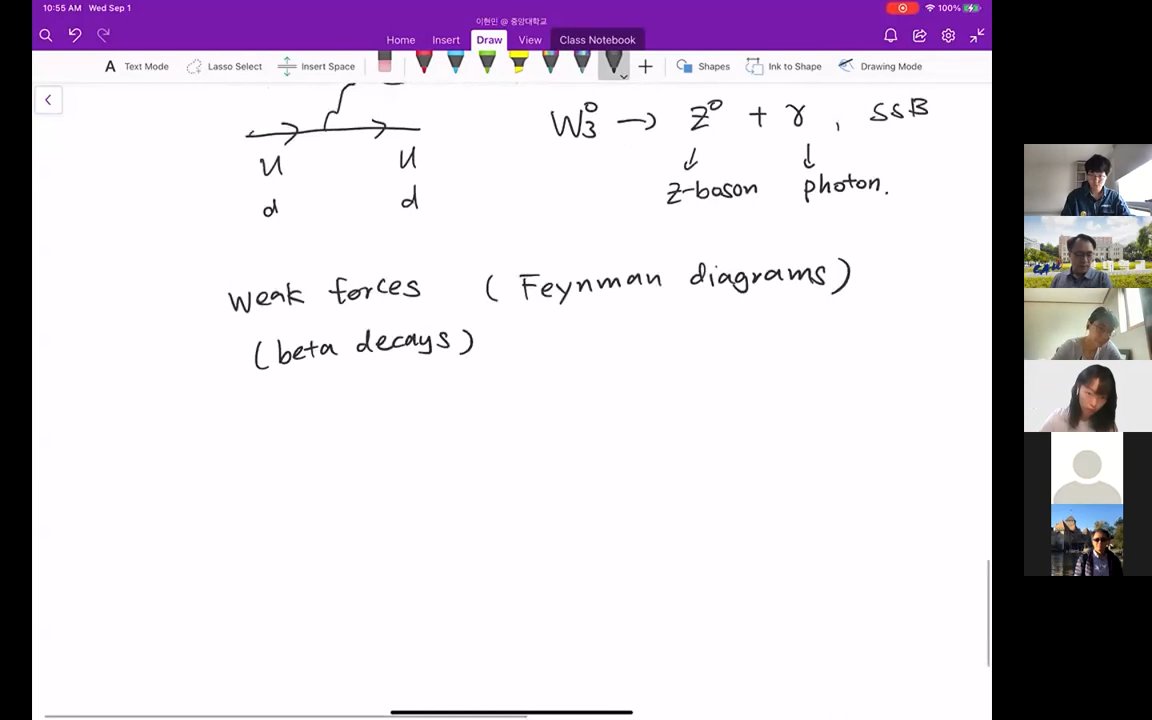 10:55 AM Wed Sep 1
100%
이현민 @ 중앙대학교
Home Insert Draw View Class Notebook
A Text Mode Lasso Select Insert Space Shapes Ink to Shape Drawing Mode
W₃⁰ → Z⁰ + γ , SSB
u u
Z-boson photon.
d d
weak forces ( Feynman diagrams )
(beta decays)